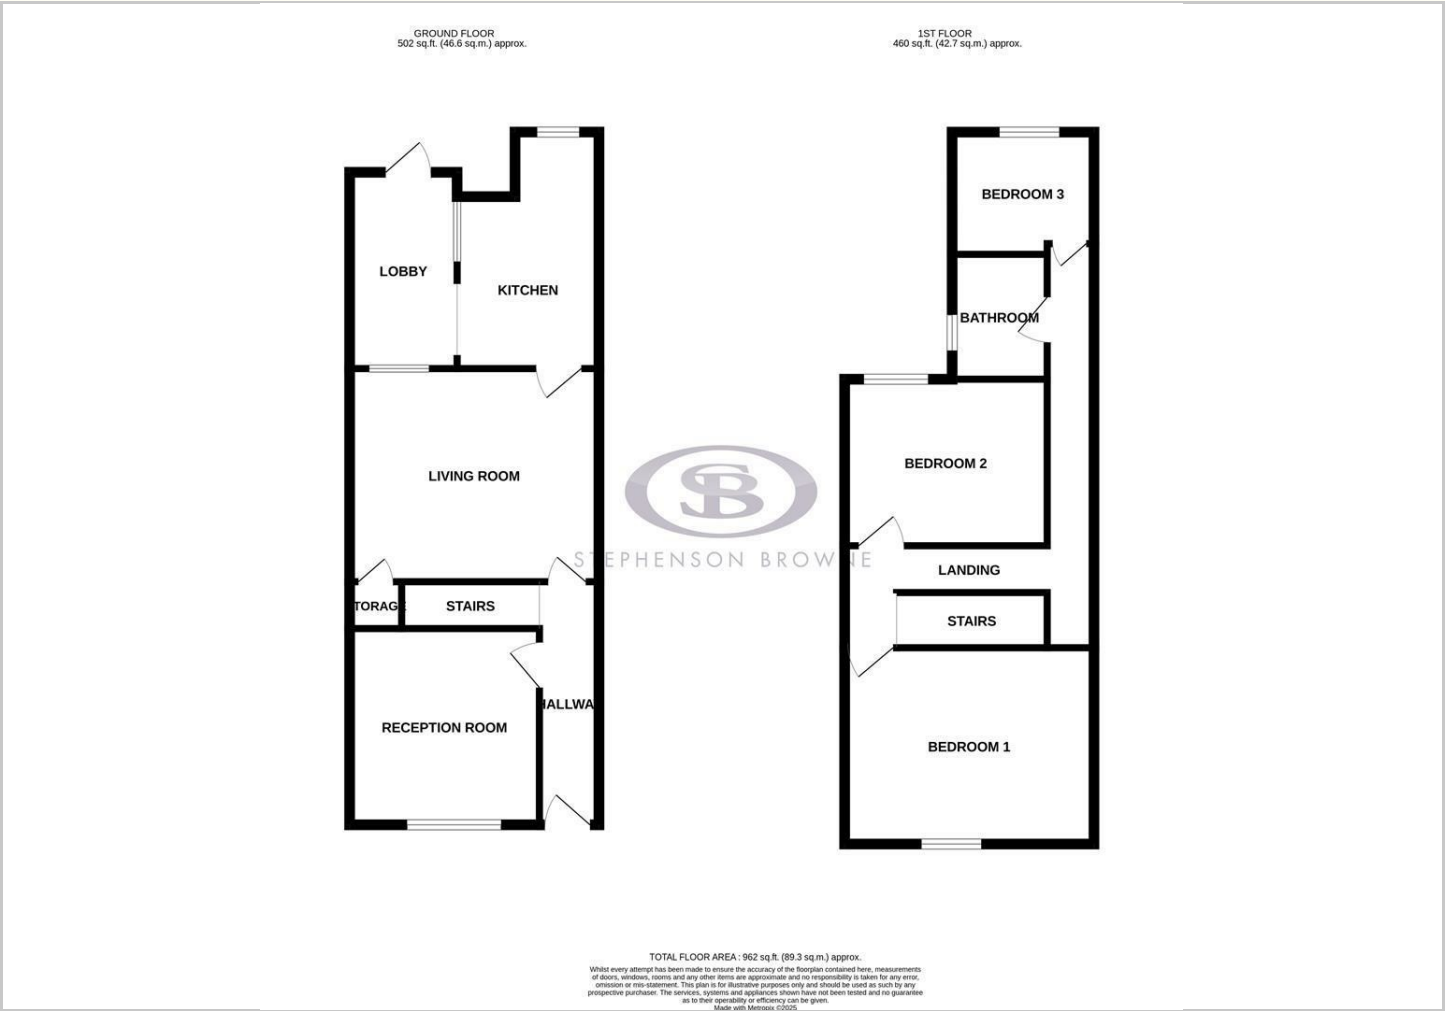 GROUND FLOOR
502 sq.ft. (46.6 sq.m.) approx.
1ST FLOOR
460 sq.ft. (42.7 sq.m.) approx.
BEDROOM 3
LOBBY
KITCHEN
BATHROOM
BEDROOM 2
LIVING ROOM
SB
STEPHENSON BROWNE
LANDING
TORAGE
STAIRS
STAIRS
HALLWA
RECEPTION ROOM
BEDROOM 1
TOTAL FLOOR AREA : 962 sq.ft. (89.3 sq.m.) approx.
Whilst every attempt has been made to ensure the accuracy of the floorplan contained here, measurements
of doors, windows, rooms and any other items are approximate and no responsibility is taken for any error,
omission or mis-statement. This plan is for illustrative purposes only and should be used as such by any
prospective purchaser. The services, systems and appliances shown have not been tested and no guarantee
as to their operability or efficiency can be given.
Made with Metropix ©2025